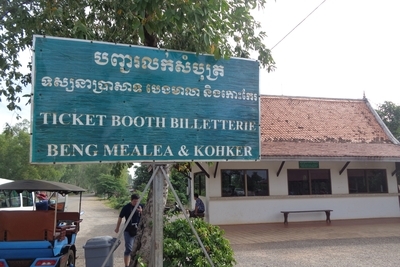 បញ្ជរលក់សំបុត្រ
ទស្សនាប្រាសាទ បេងមាលា និងកោះកែរ
TICKET BOOTH BILLETTERIE
BENG MEALEA & KOHKER